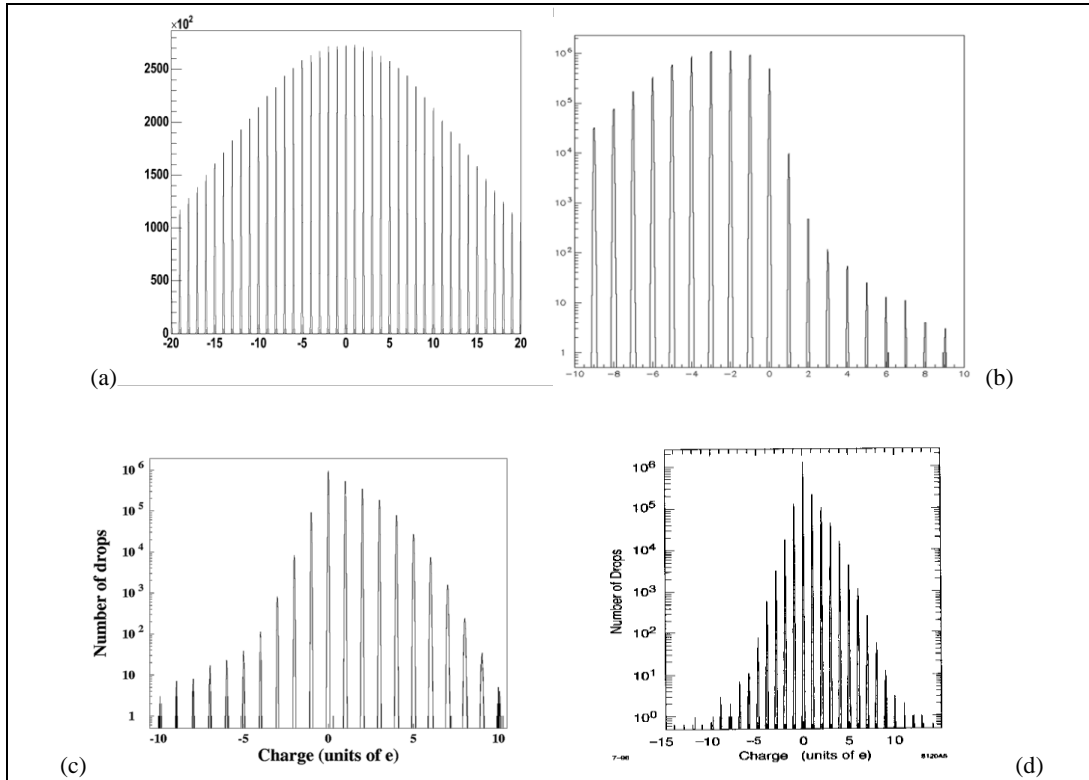 ×10²
2500
2000
1500
1000
500
0
-20 -15 -10 -5 0 5 10 15 20
(a)
10⁶
10⁵
10⁴
10³
10²
10
1
−10 −8 −6 −4 −2 0 2 4 6 8 10
(b)
Number of drops
10⁶
10⁵
10⁴
10³
10²
10
1
-10 -5 0 5 10
Charge (units of e)
(c)
Number of Drops
10⁶
10⁵
10⁴
10³
10²
10¹
10⁰
−15 −10 −5 0 5 10
Charge (units of e)
7–96 8120A5
(d)